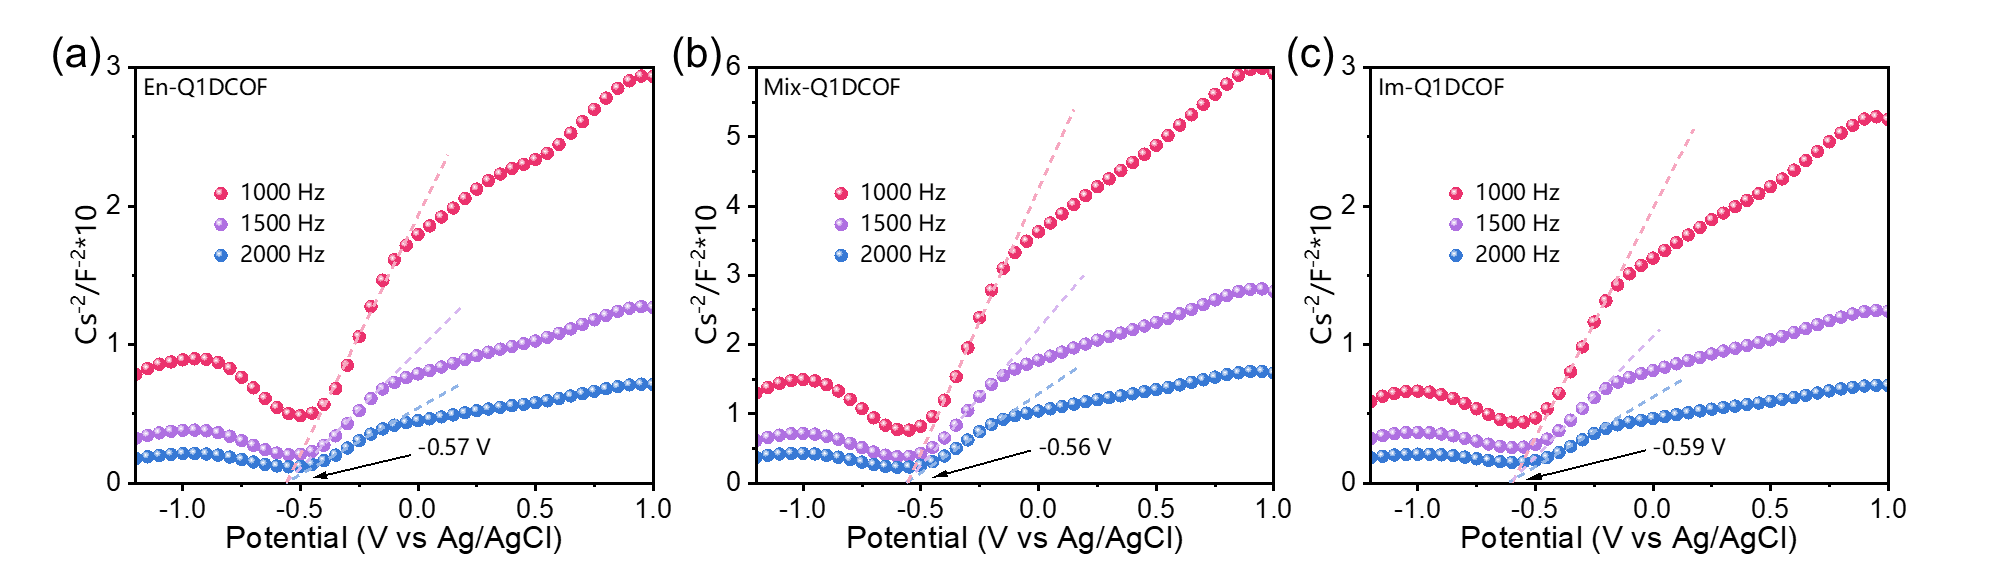 (a)
En-Q1DCOF
1000 Hz
1500 Hz
2000 Hz
-0.57 V
3
2
1
0
Cs⁻²/F⁻²*10
-1.0
-0.5
0.0
0.5
1.0
Potential (V vs Ag/AgCl)
(b)
Mix-Q1DCOF
1000 Hz
1500 Hz
2000 Hz
-0.56 V
6
5
4
3
2
1
0
Cs⁻²/F⁻²*10
-1.0
-0.5
0.0
0.5
1.0
Potential (V vs Ag/AgCl)
(c)
Im-Q1DCOF
1000 Hz
1500 Hz
2000 Hz
-0.59 V
3
2
1
0
Cs⁻²/F⁻²*10
-1.0
-0.5
0.0
0.5
1.0
Potential (V vs Ag/AgCl)